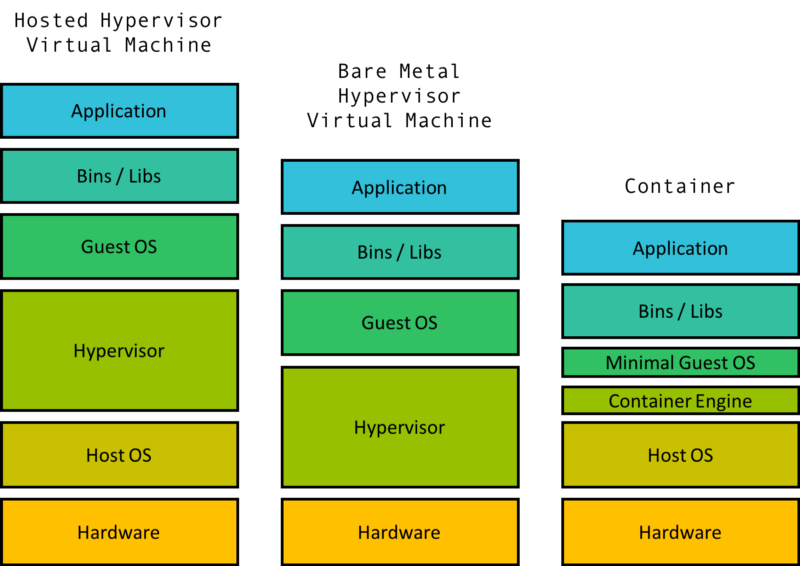 Hosted Hypervisor
Virtual Machine
Application
Bins / Libs
Guest OS
Hypervisor
Host OS
Hardware
Bare Metal
Hypervisor
Virtual Machine
Application
Bins / Libs
Guest OS
Hypervisor
Hardware
Container
Application
Bins / Libs
Minimal Guest OS
Container Engine
Host OS
Hardware